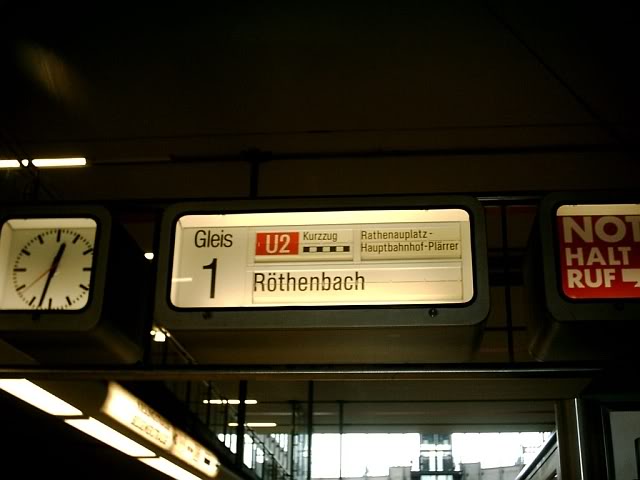 Gleis
1
U2
Kurzzug
Rathenauplatz-
Hauptbahnhof-Plärrer
Röthenbach
NOT
HALT
RUF